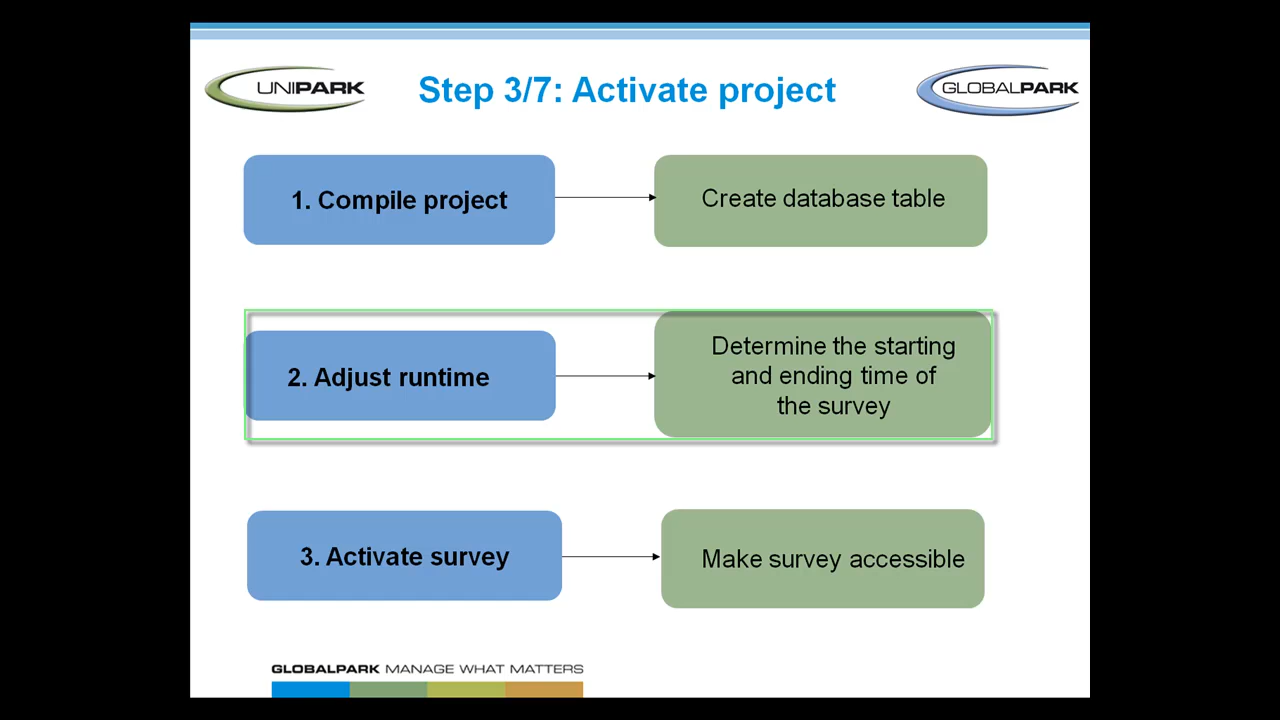 UNIPARK
Step 3/7: Activate project
GLOBALPARK
1. Compile project
Create database table
2. Adjust runtime
Determine the starting
and ending time of
the survey
3. Activate survey
Make survey accessible
GLOBALPARK MANAGE WHAT MATTERS